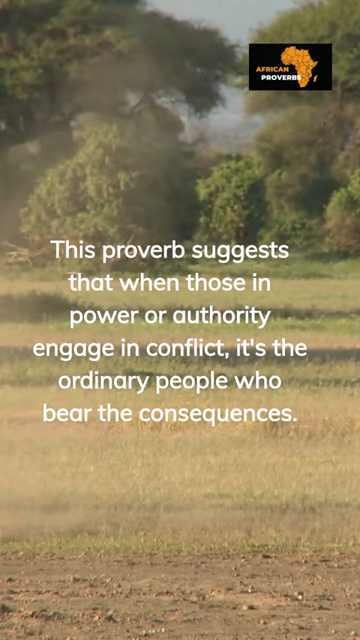 AFRICAN
PROVERBS
This proverb suggests
that when those in
power or authority
engage in conflict, it's the
ordinary people who
bear the consequences.